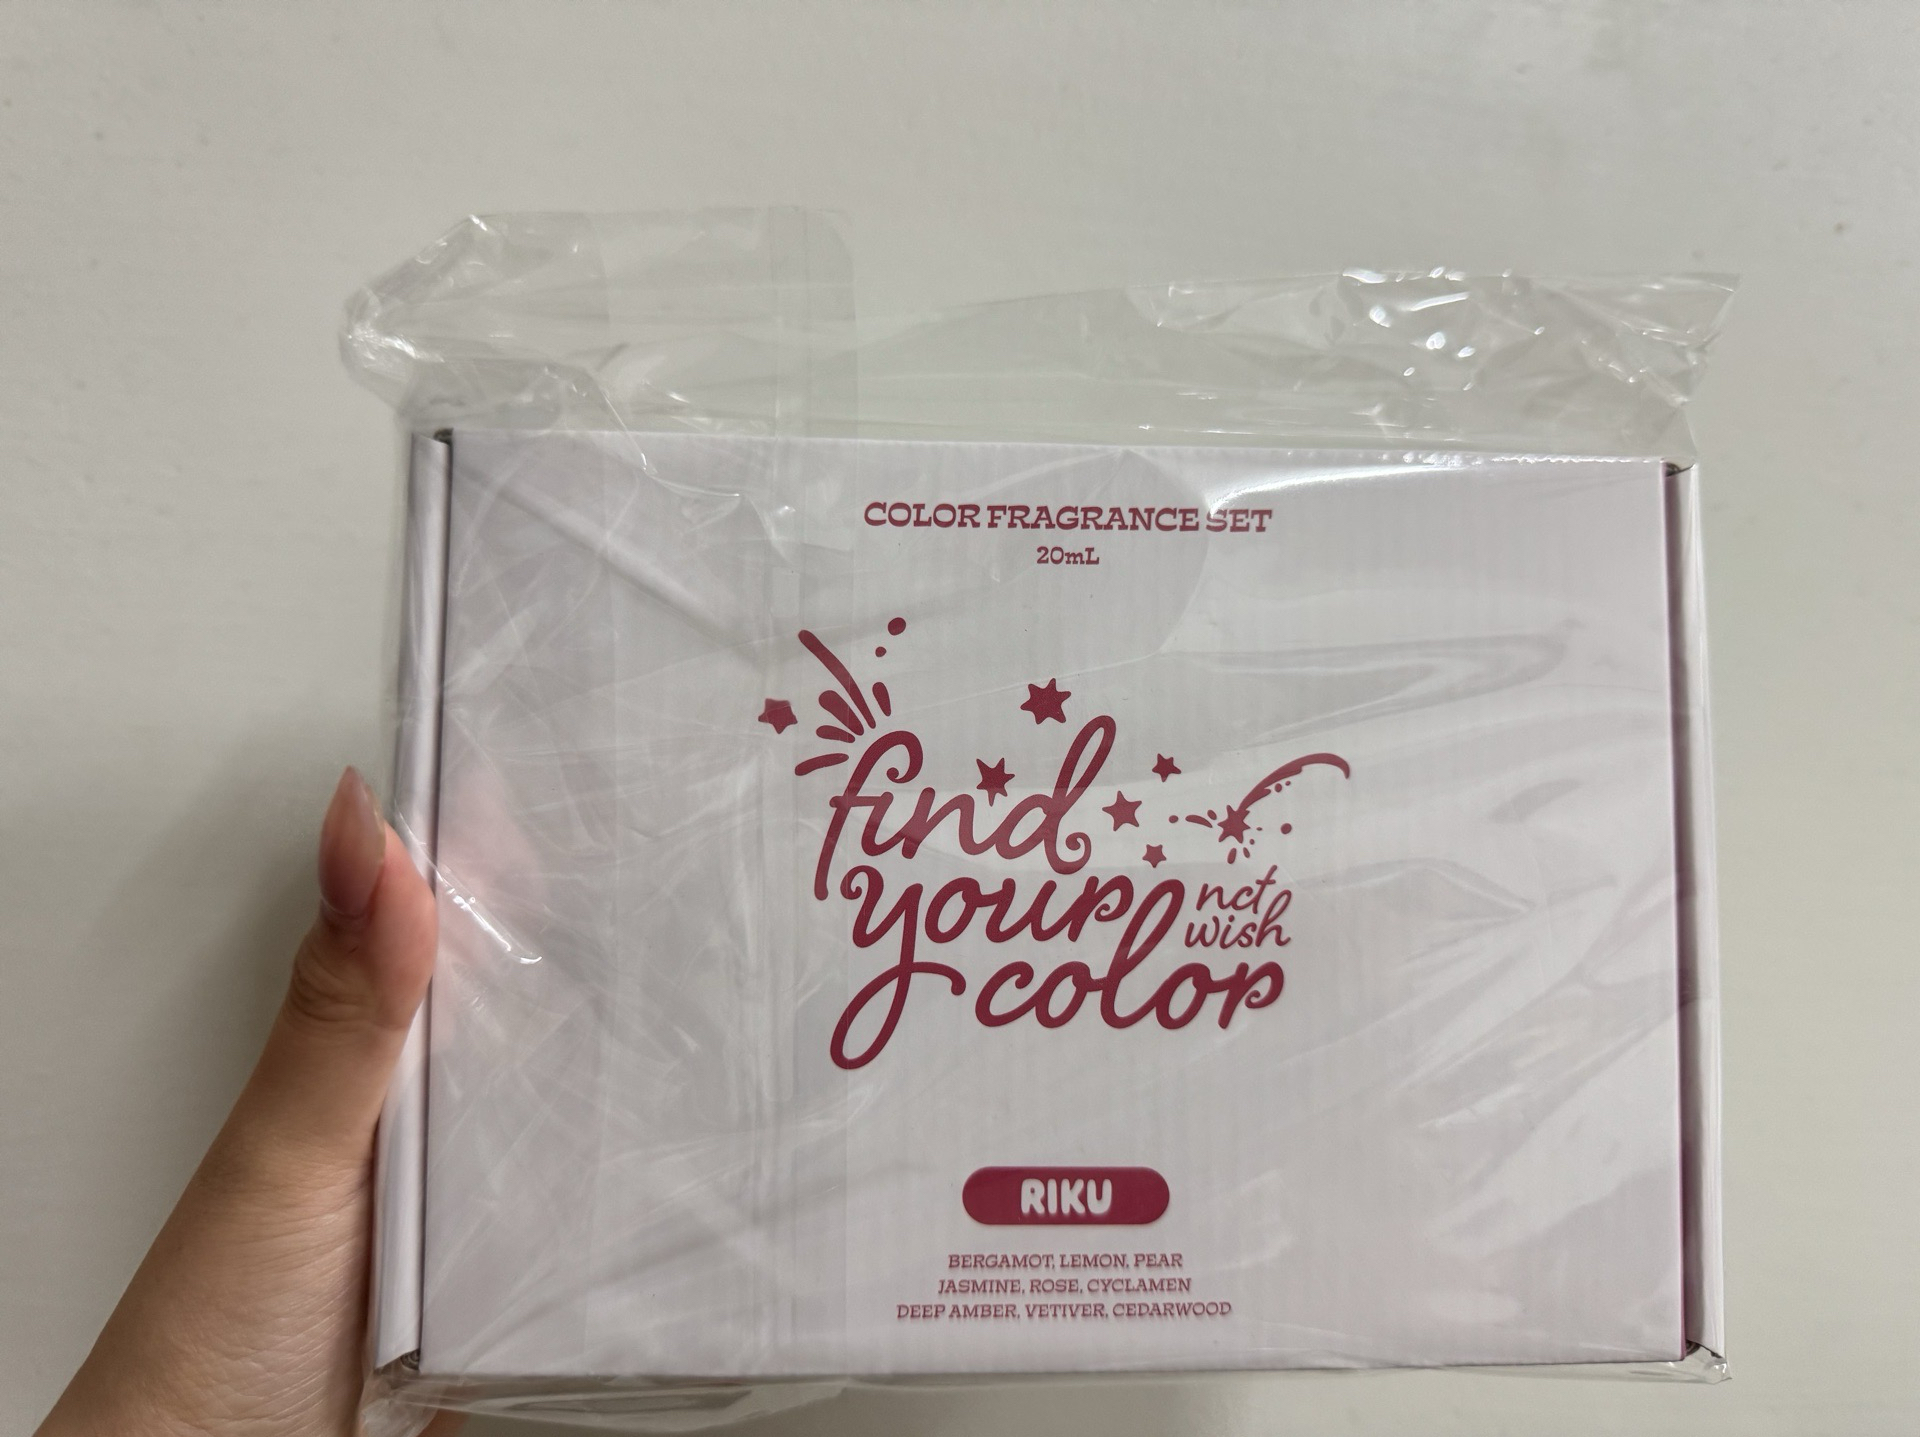 COLOR FRAGRANCE SET
20mL
find
your
nct
wish
color
RIKU
BERGAMOT, LEMON, PEAR
JASMINE, ROSE, CYCLAMEN
DEEP AMBER, VETIVER, CEDARWOOD